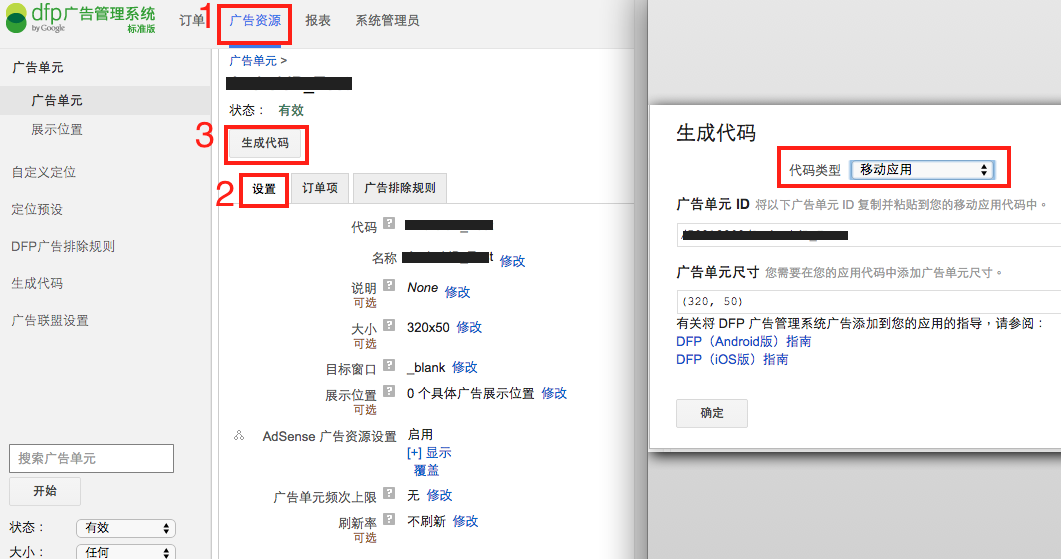 dfp 广告管理系统
by Google 标准版
订单
1
广告资源
报表
系统管理员
广告单元
广告单元
展示位置
自定义定位
定位预设
DFP广告排除规则
生成代码
广告联盟设置
搜索广告单元
开始
状态：
有效
大小：
任何
广告单元 >
状态： 有效
3
生成代码
2
设置
订单项
广告排除规则
代码 ?
名称 t 修改
说明 ? None 修改
可选
大小 ? 320x50 修改
可选
目标窗口 ? _blank 修改
展示位置 ? 0 个具体广告展示位置 修改
可选
AdSense 广告资源设置 启用
[+] 显示
覆盖
广告单元频次上限 ? 无 修改
刷新率 ? 不刷新 修改
可选
生成代码
代码类型 移动应用
广告单元 ID 将以下广告单元 ID 复制并粘贴到您的移动应用代码中。
广告单元尺寸 您需要在您的应用代码中添加广告单元尺寸。
(320, 50)
有关将 DFP 广告管理系统广告添加到您的应用的指导，请参阅：
DFP（Android版）指南
DFP（iOS版）指南
确定